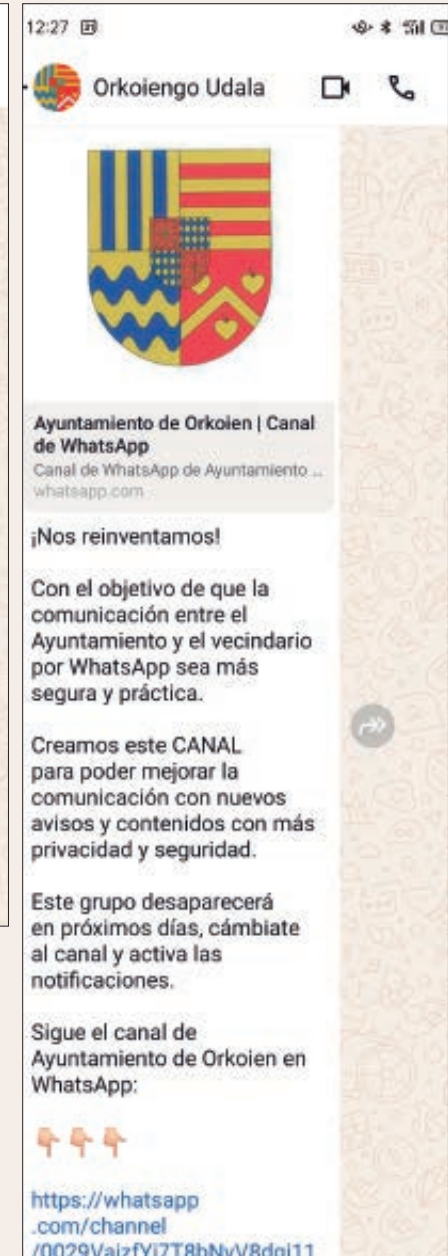 12:27
Orkoiengo Udala
Ayuntamiento de Orkoien | Canal
de WhatsApp
Canal de WhatsApp de Ayuntamiento ...
whatsapp.com
¡Nos reinventamos!
Con el objetivo de que la
comunicación entre el
Ayuntamiento y el vecindario
por WhatsApp sea más
segura y práctica.
Creamos este CANAL
para poder mejorar la
comunicación con nuevos
avisos y contenidos con más
privacidad y seguridad.
Este grupo desaparecerá
en próximos días, cámbiate
al canal y activa las
notificaciones.
Sigue el canal de
Ayuntamiento de Orkoien en
WhatsApp:
https://whatsapp
.com/channel